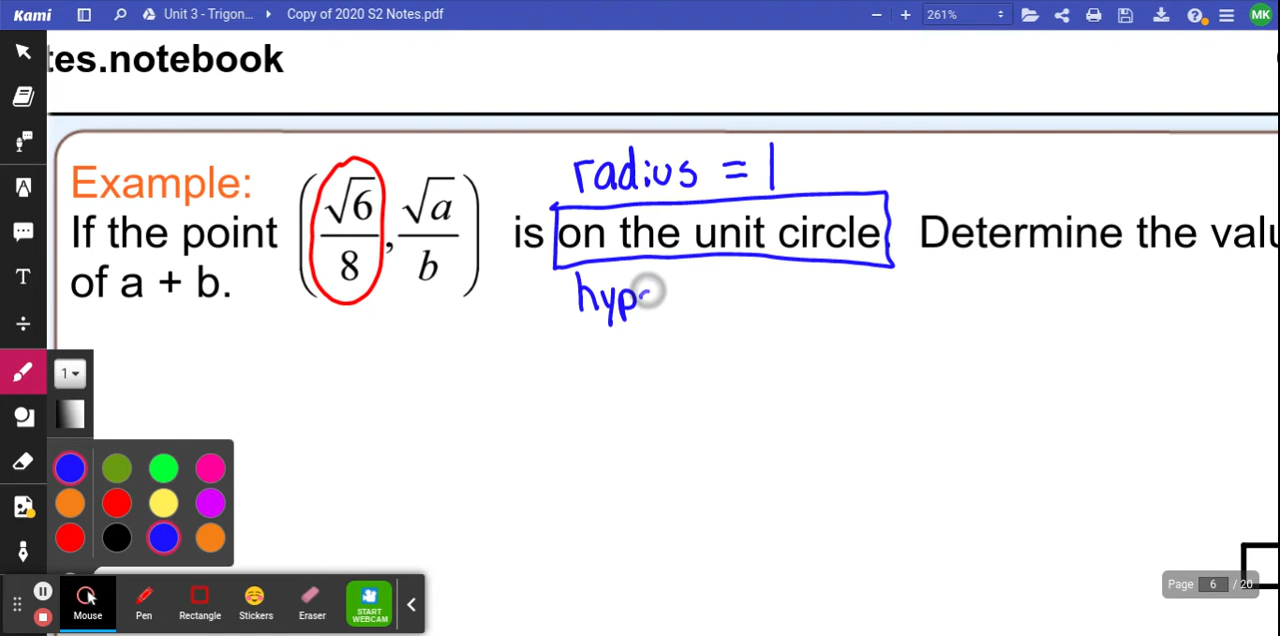 Kami
Unit 3 - Trigon...
Copy of 2020 S2 Notes.pdf
261%
MK
tes.notebook
radius = 1
Example:
If the point (√6/8, √a/b) is on the unit circle Determine the valu
of a + b.
hyp
T
1
Page 6 / 20
Mouse
Pen
Rectangle
Stickers
Eraser
START
WEBCAM